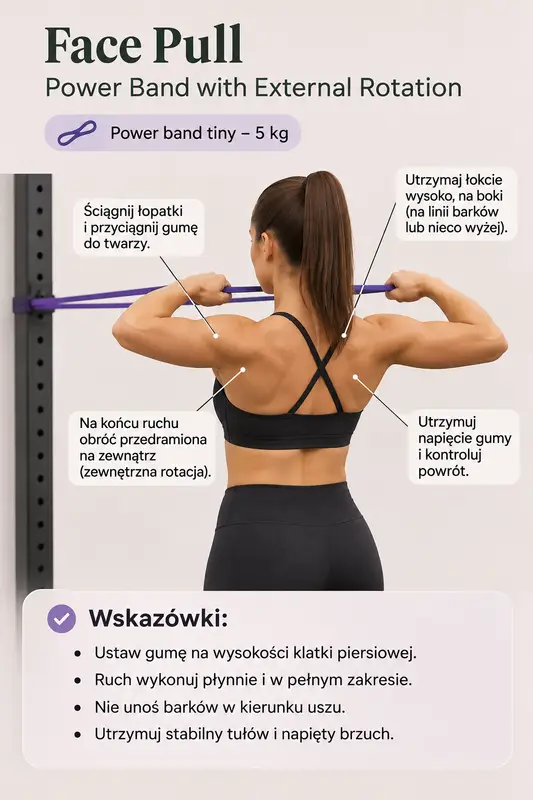 Face Pull
Power Band with External Rotation
Power band tiny – 5 kg
Ściągnij łopatki
i przyciągnij gumę
do twarzy.
Utrzymaj łokcie
wysoko, na boki
(na linii barków
lub nieco wyżej).
Na końcu ruchu
obróć przedramiona
na zewnątrz
(zewnętrzna rotacja).
Utrzymuj
napięcie gumy
i kontroluj
powrót.
Wskazówki:
• Ustaw gumę na wysokości klatki piersiowej.
• Ruch wykonuj płynnie i w pełnym zakresie.
• Nie unoś barków w kierunku uszu.
• Utrzymuj stabilny tułów i napięty brzuch.